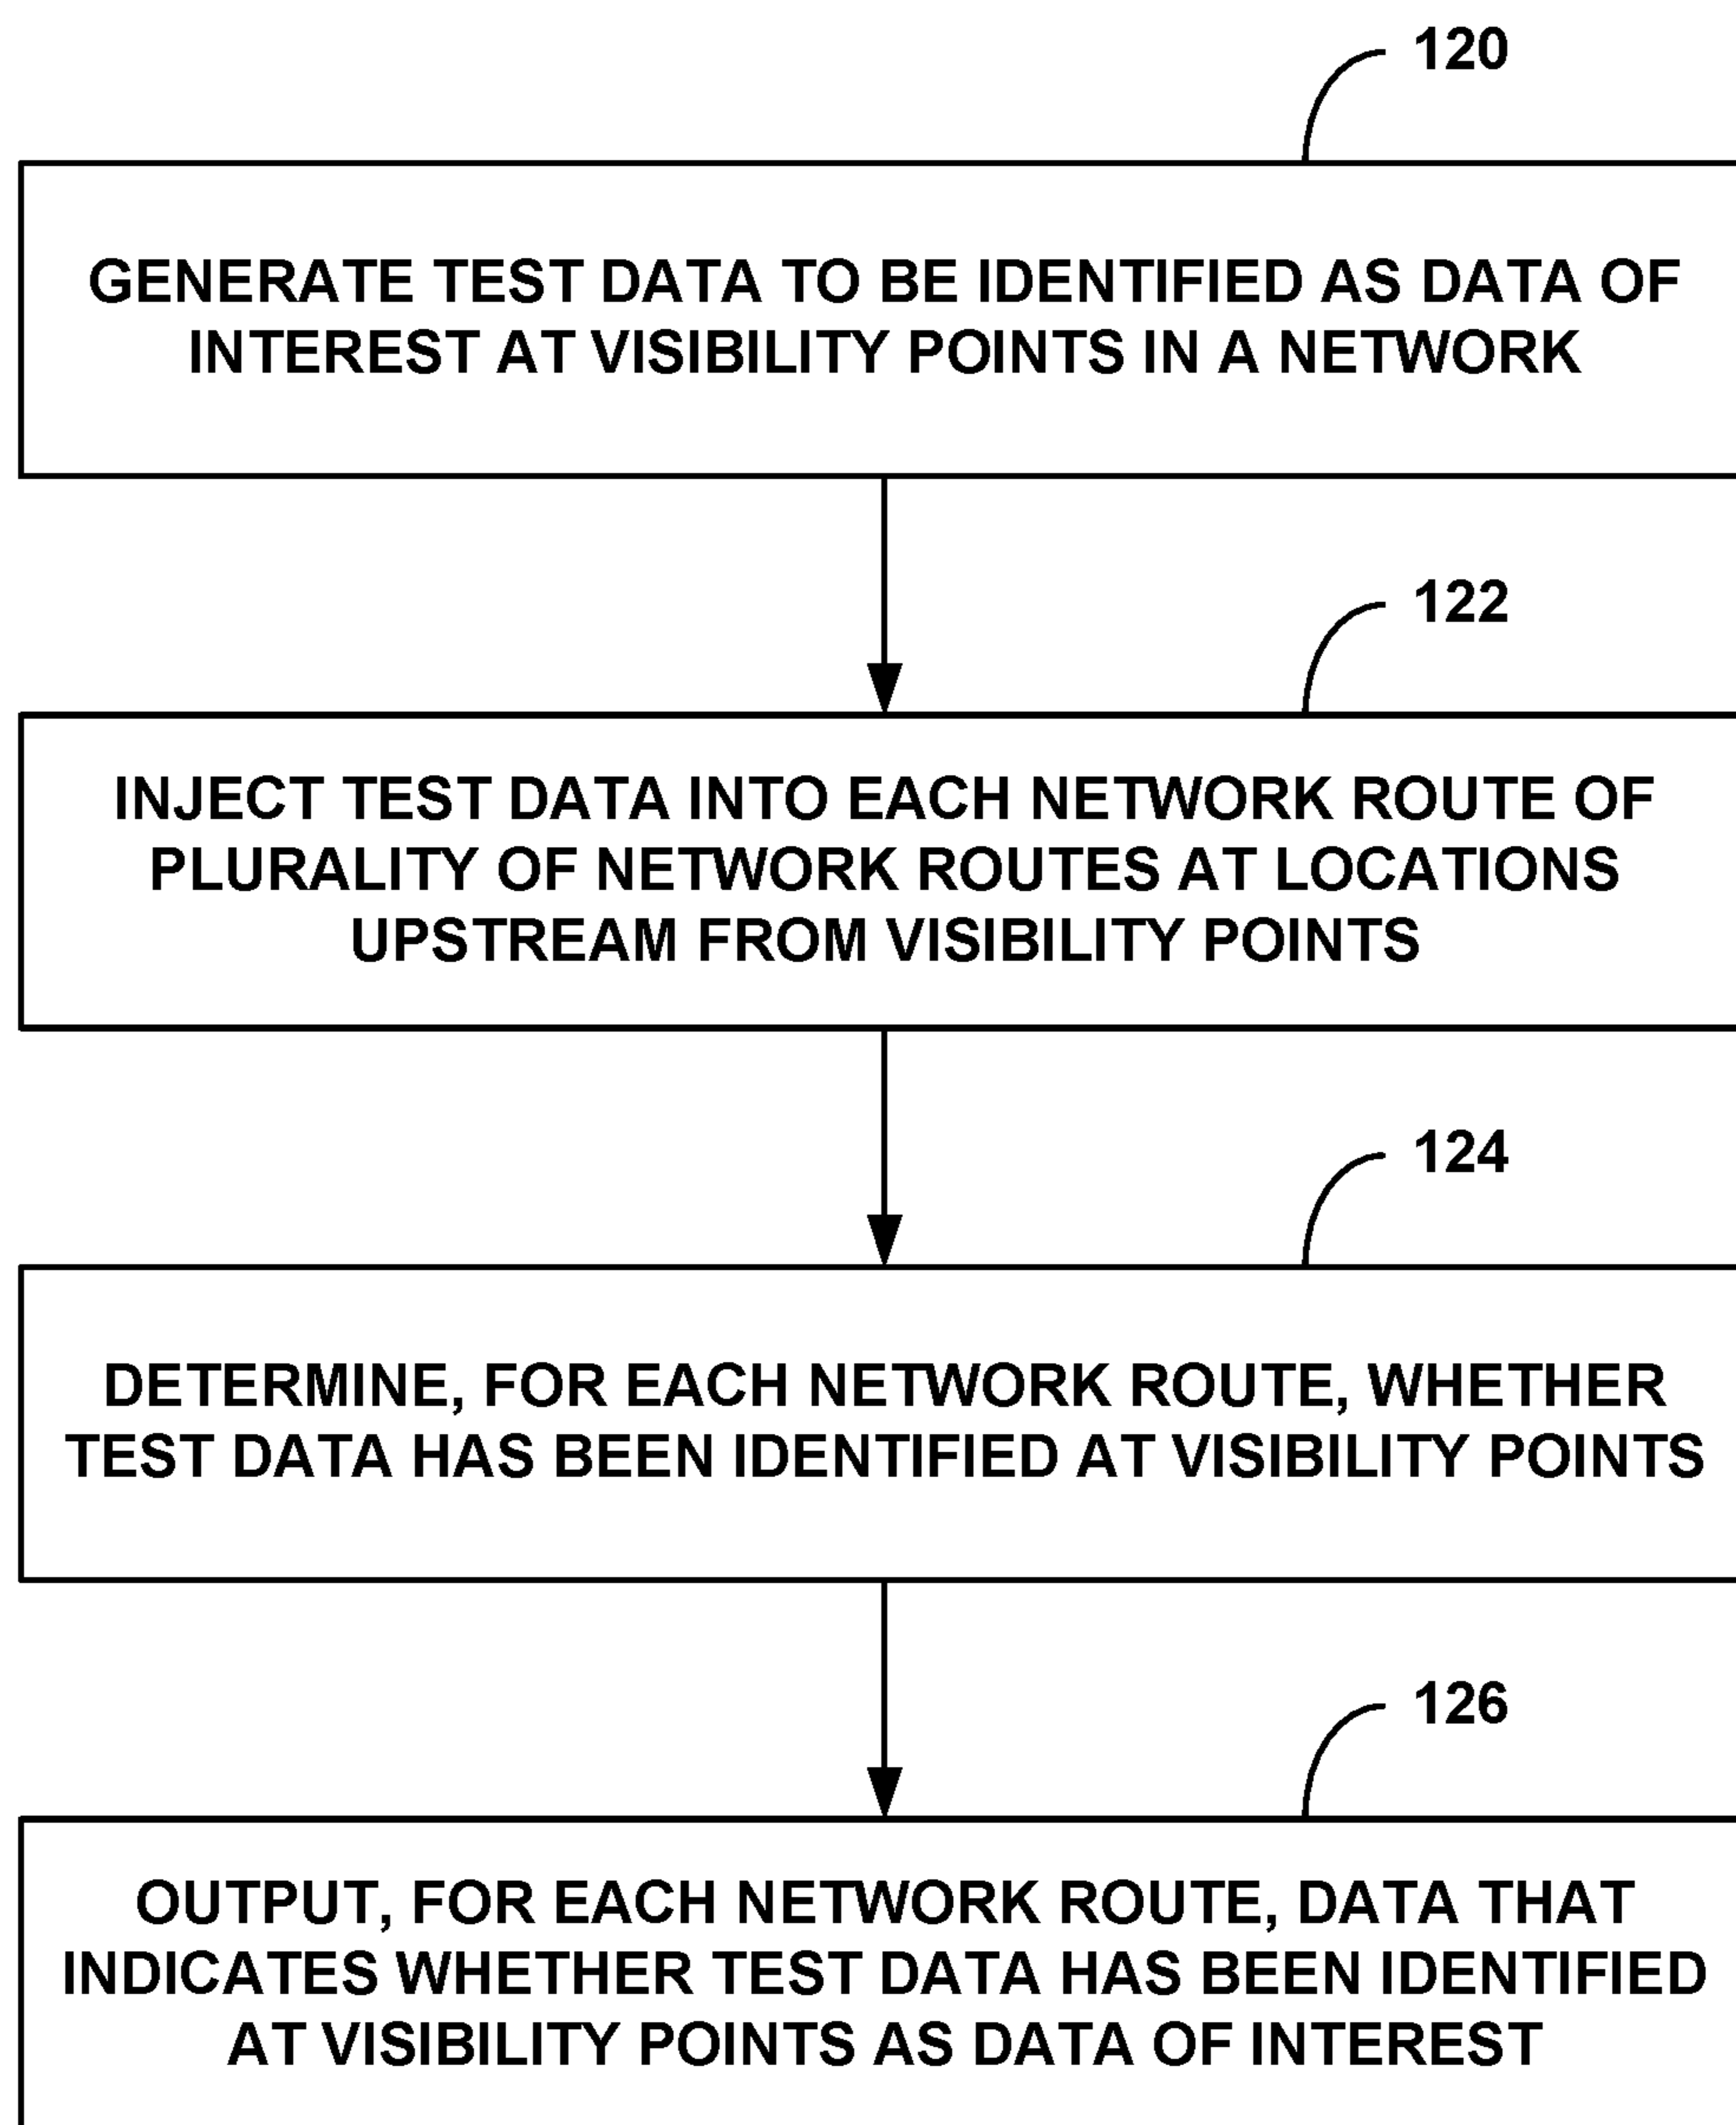 120
GENERATE TEST DATA TO BE IDENTIFIED AS DATA OF
INTEREST AT VISIBILITY POINTS IN A NETWORK
122
INJECT TEST DATA INTO EACH NETWORK ROUTE OF
PLURALITY OF NETWORK ROUTES AT LOCATIONS
UPSTREAM FROM VISIBILITY POINTS
124
DETERMINE, FOR EACH NETWORK ROUTE, WHETHER
TEST DATA HAS BEEN IDENTIFIED AT VISIBILITY POINTS
126
OUTPUT, FOR EACH NETWORK ROUTE, DATA THAT
INDICATES WHETHER TEST DATA HAS BEEN IDENTIFIED
AT VISIBILITY POINTS AS DATA OF INTEREST